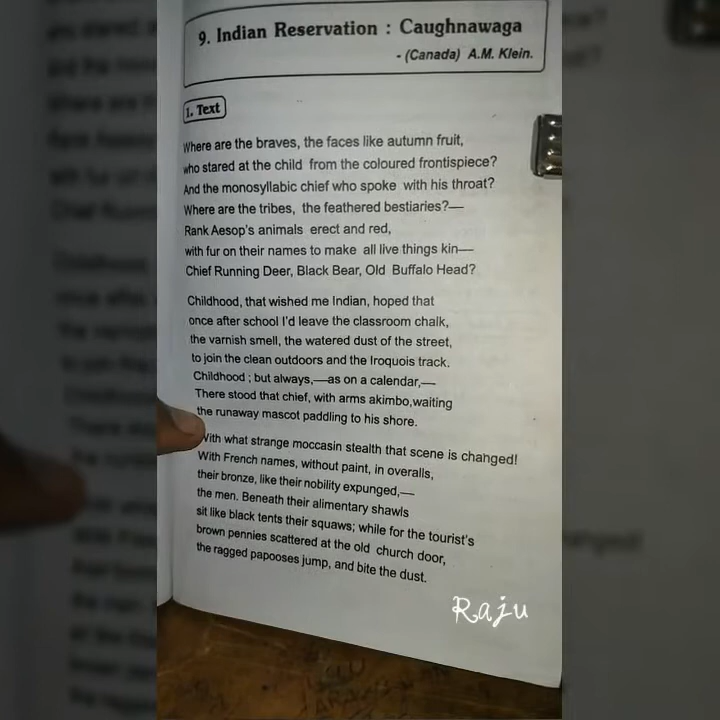 9. Indian Reservation : Caughnawaga
- (Canada) A.M. Klein.
1. Text
Where are the braves, the faces like autumn fruit,
who stared at the child from the coloured frontispiece?
And the monosyllabic chief who spoke with his throat?
Where are the tribes, the feathered bestiaries?—
Rank Aesop's animals erect and red,
with fur on their names to make all live things kin—
Chief Running Deer, Black Bear, Old Buffalo Head?
Childhood, that wished me Indian, hoped that
once after school I'd leave the classroom chalk,
the varnish smell, the watered dust of the street,
to join the clean outdoors and the Iroquois track.
Childhood ; but always,—as on a calendar,—
There stood that chief, with arms akimbo,waiting
the runaway mascot paddling to his shore.
With what strange moccasin stealth that scene is changed!
With French names, without paint, in overalls,
their bronze, like their nobility expunged,—
the men. Beneath their alimentary shawls
sit like black tents their squaws; while for the tourist's
brown pennies scattered at the old church door,
the ragged papooses jump, and bite the dust.
Raju